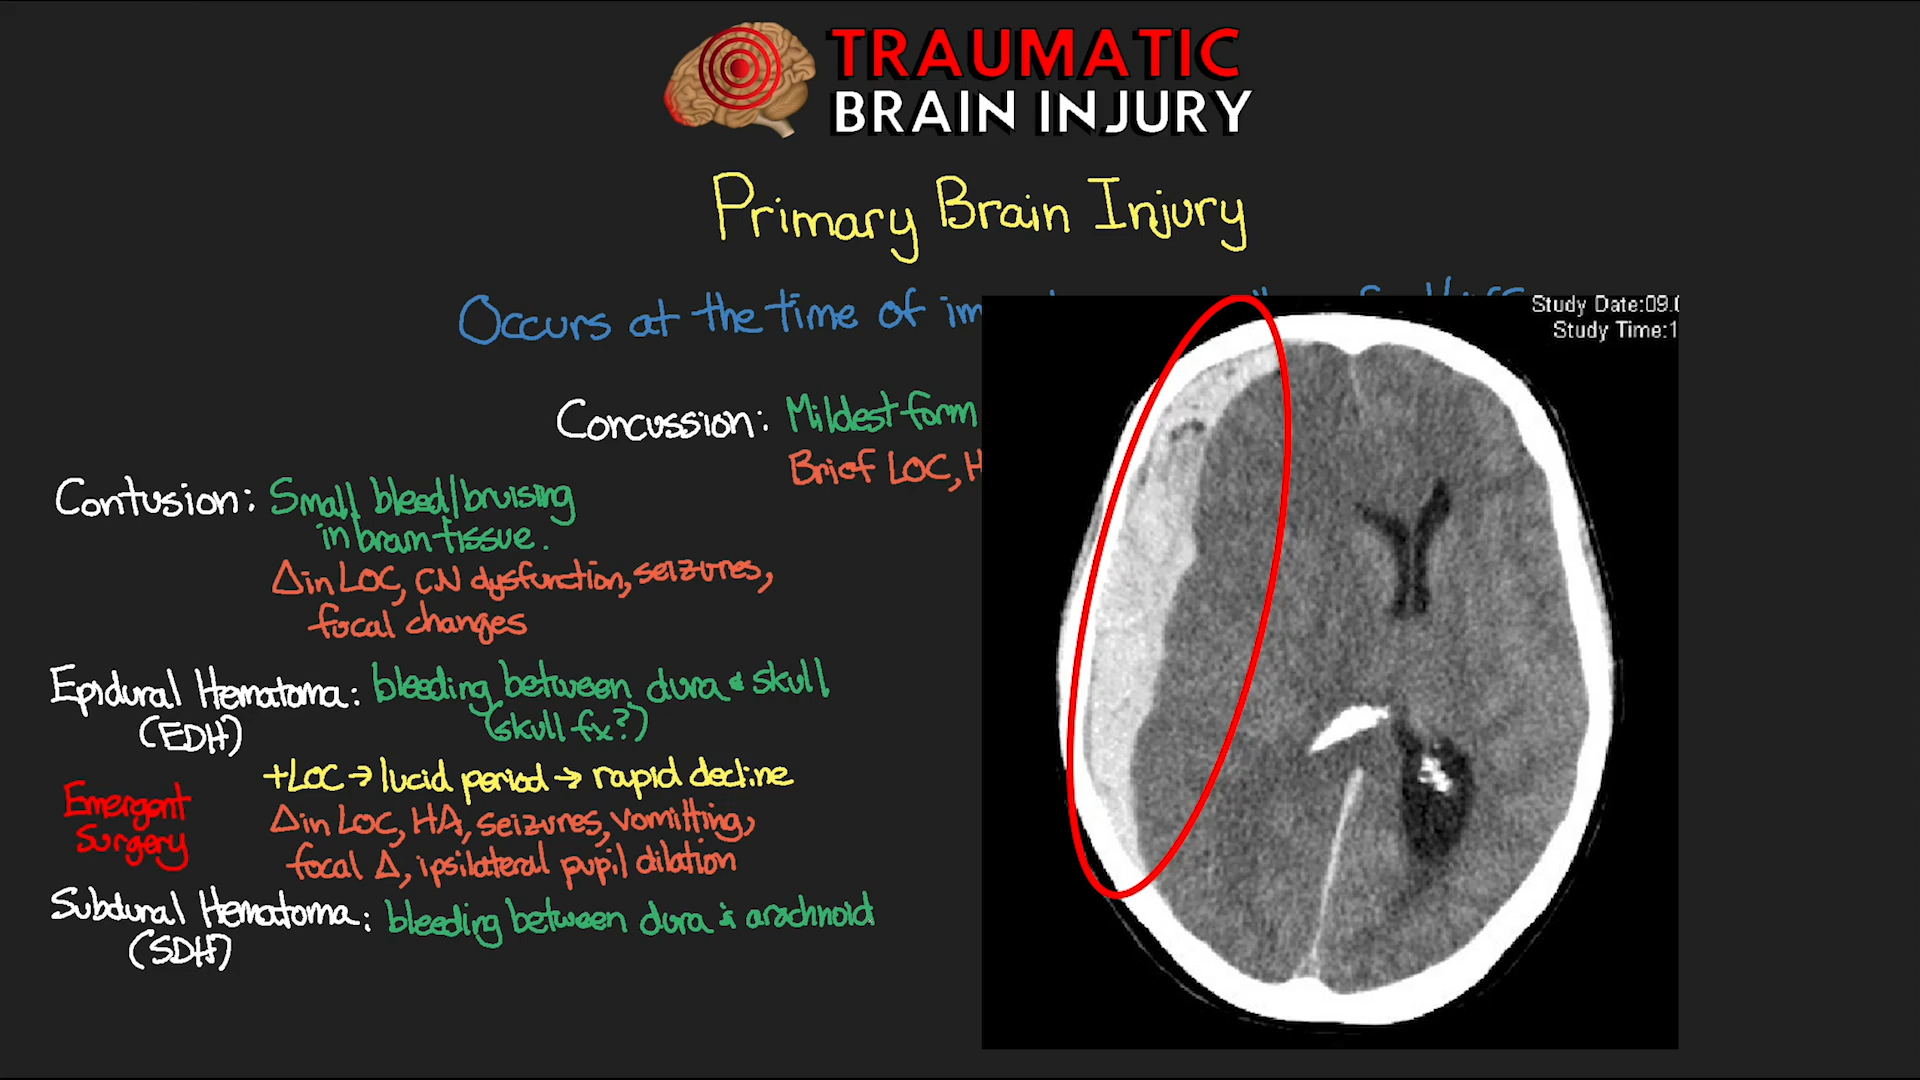 TRAUMATIC
BRAIN INJURY
Primary Brain Injury
Occurs at the time of im
Study Date:09.0
Study Time:1
Concussion: Mildest form
Brief LOC, H
Contusion: Small bleed/bruising
in brain tissue.
Δ in LOC, CN dysfunction, seizures,
focal changes
Epidural Hematoma: bleeding between dura & skull
(EDH) (skull fx?)
+LOC → lucid period → rapid decline
Emergent
Surgery
Δ in LOC, HA, seizures, vomitting,
focal Δ, ipsilateral pupil dilation
Subdural Hematoma: bleeding between dura & arachnoid
(SDH)